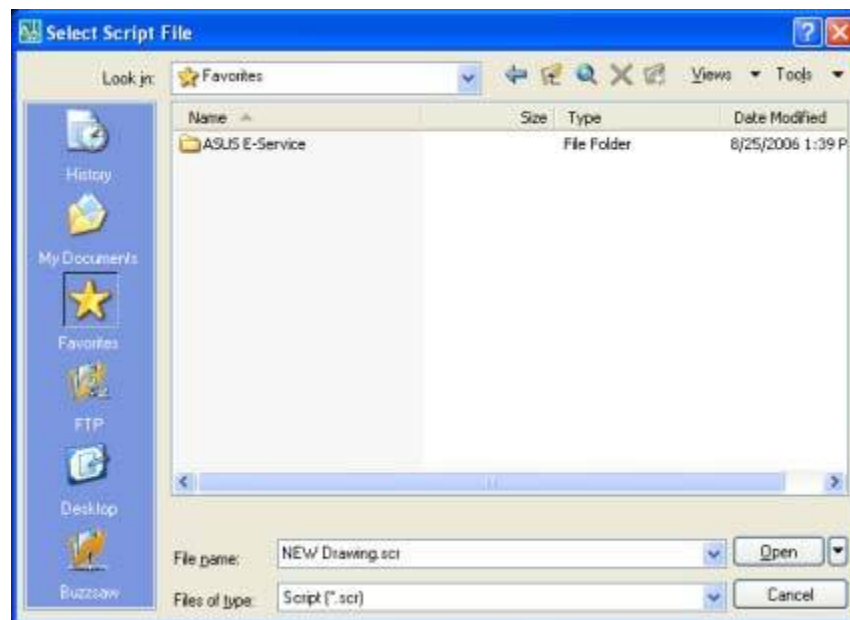 Select Script File
Look in: Favorites Views Tools
Name Size Type Date Modified
ASUS E-Service File Folder 8/25/2006 1:39 P
History
My Documents
Favorites
FTP
Desktop
Buzzsaw
File name: NEW Drawing.scr Open
Files of type: Script (*.scr) Cancel